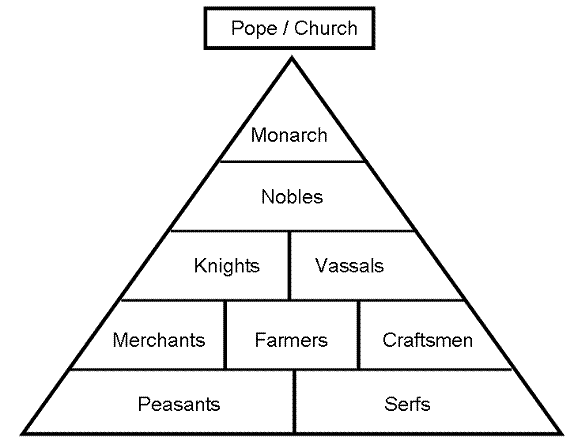 Pope / Church
Monarch
Nobles
Knights
Vassals
Merchants
Farmers
Craftsmen
Peasants
Serfs